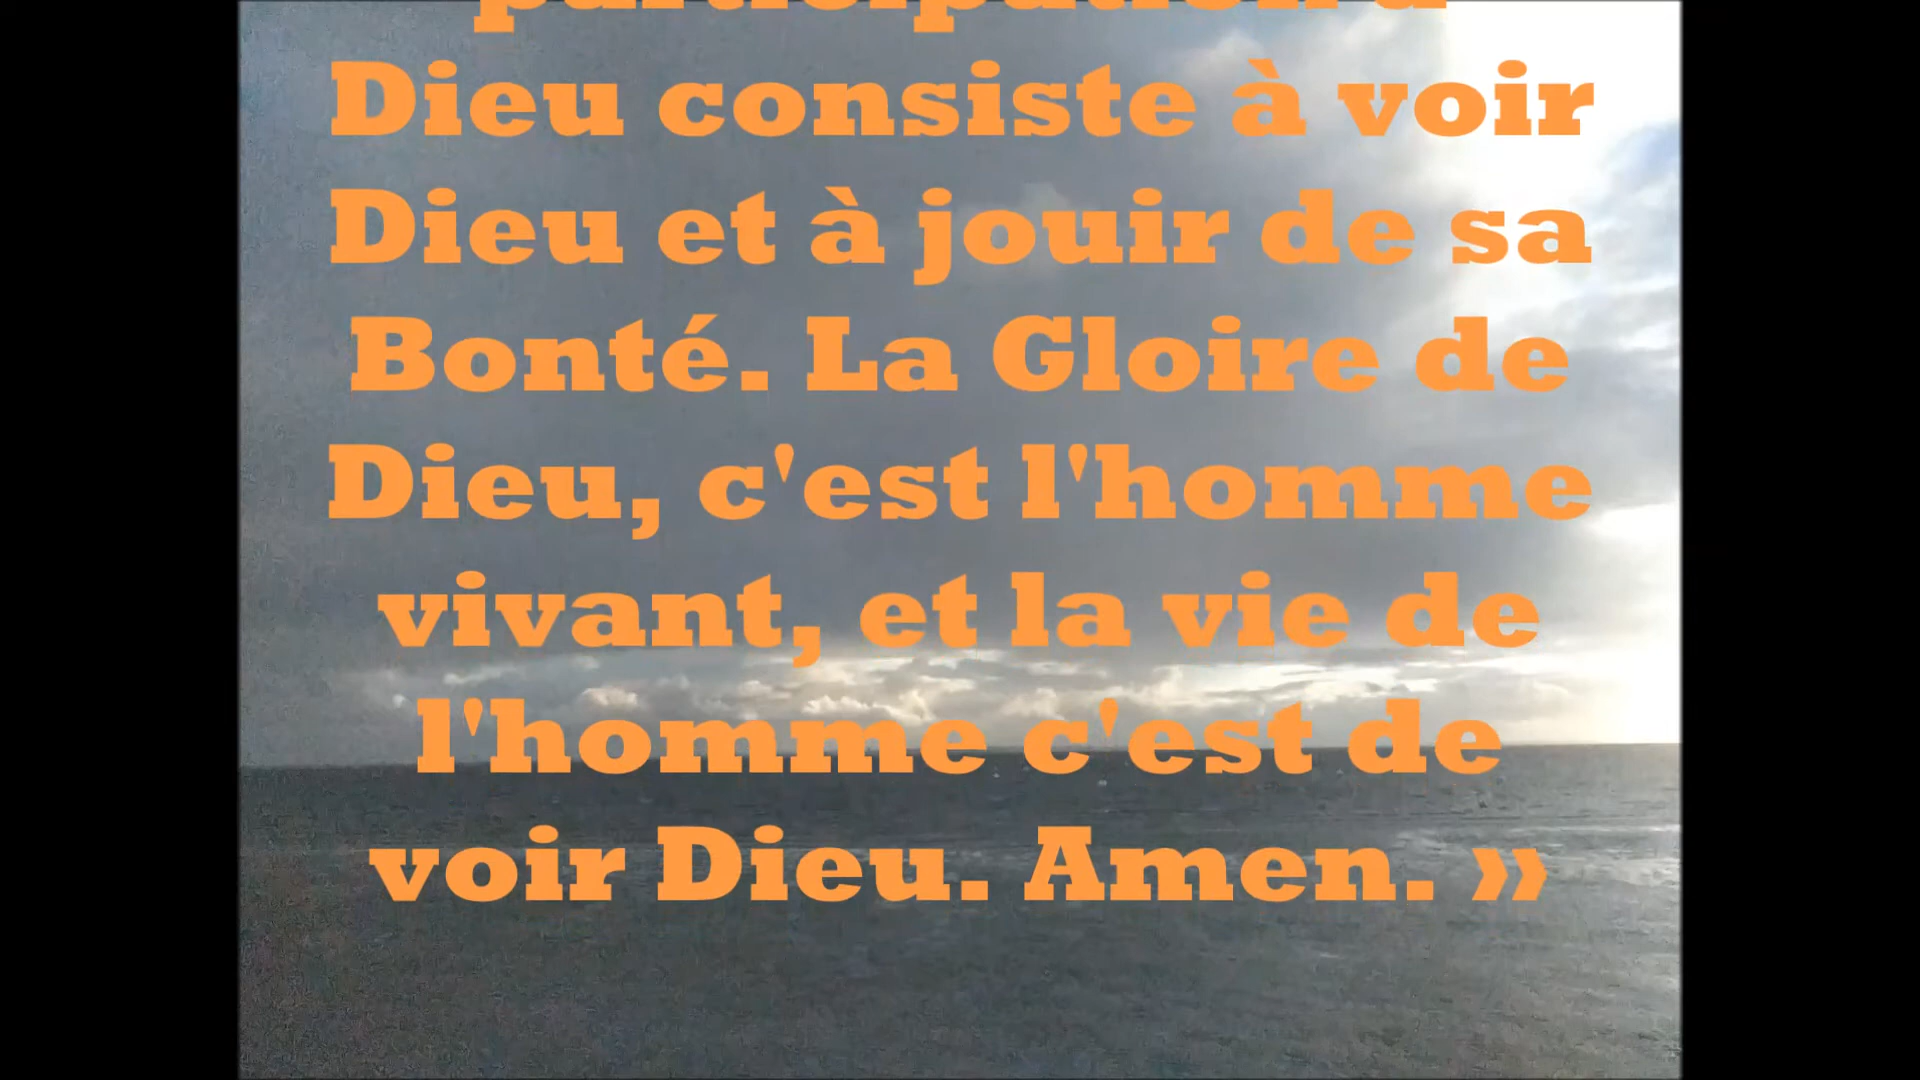 participation à
Dieu consiste à voir
Dieu et à jouir de sa
Bonté. La Gloire de
Dieu, c'est l'homme
vivant, et la vie de
l'homme c'est de
voir Dieu. Amen. »